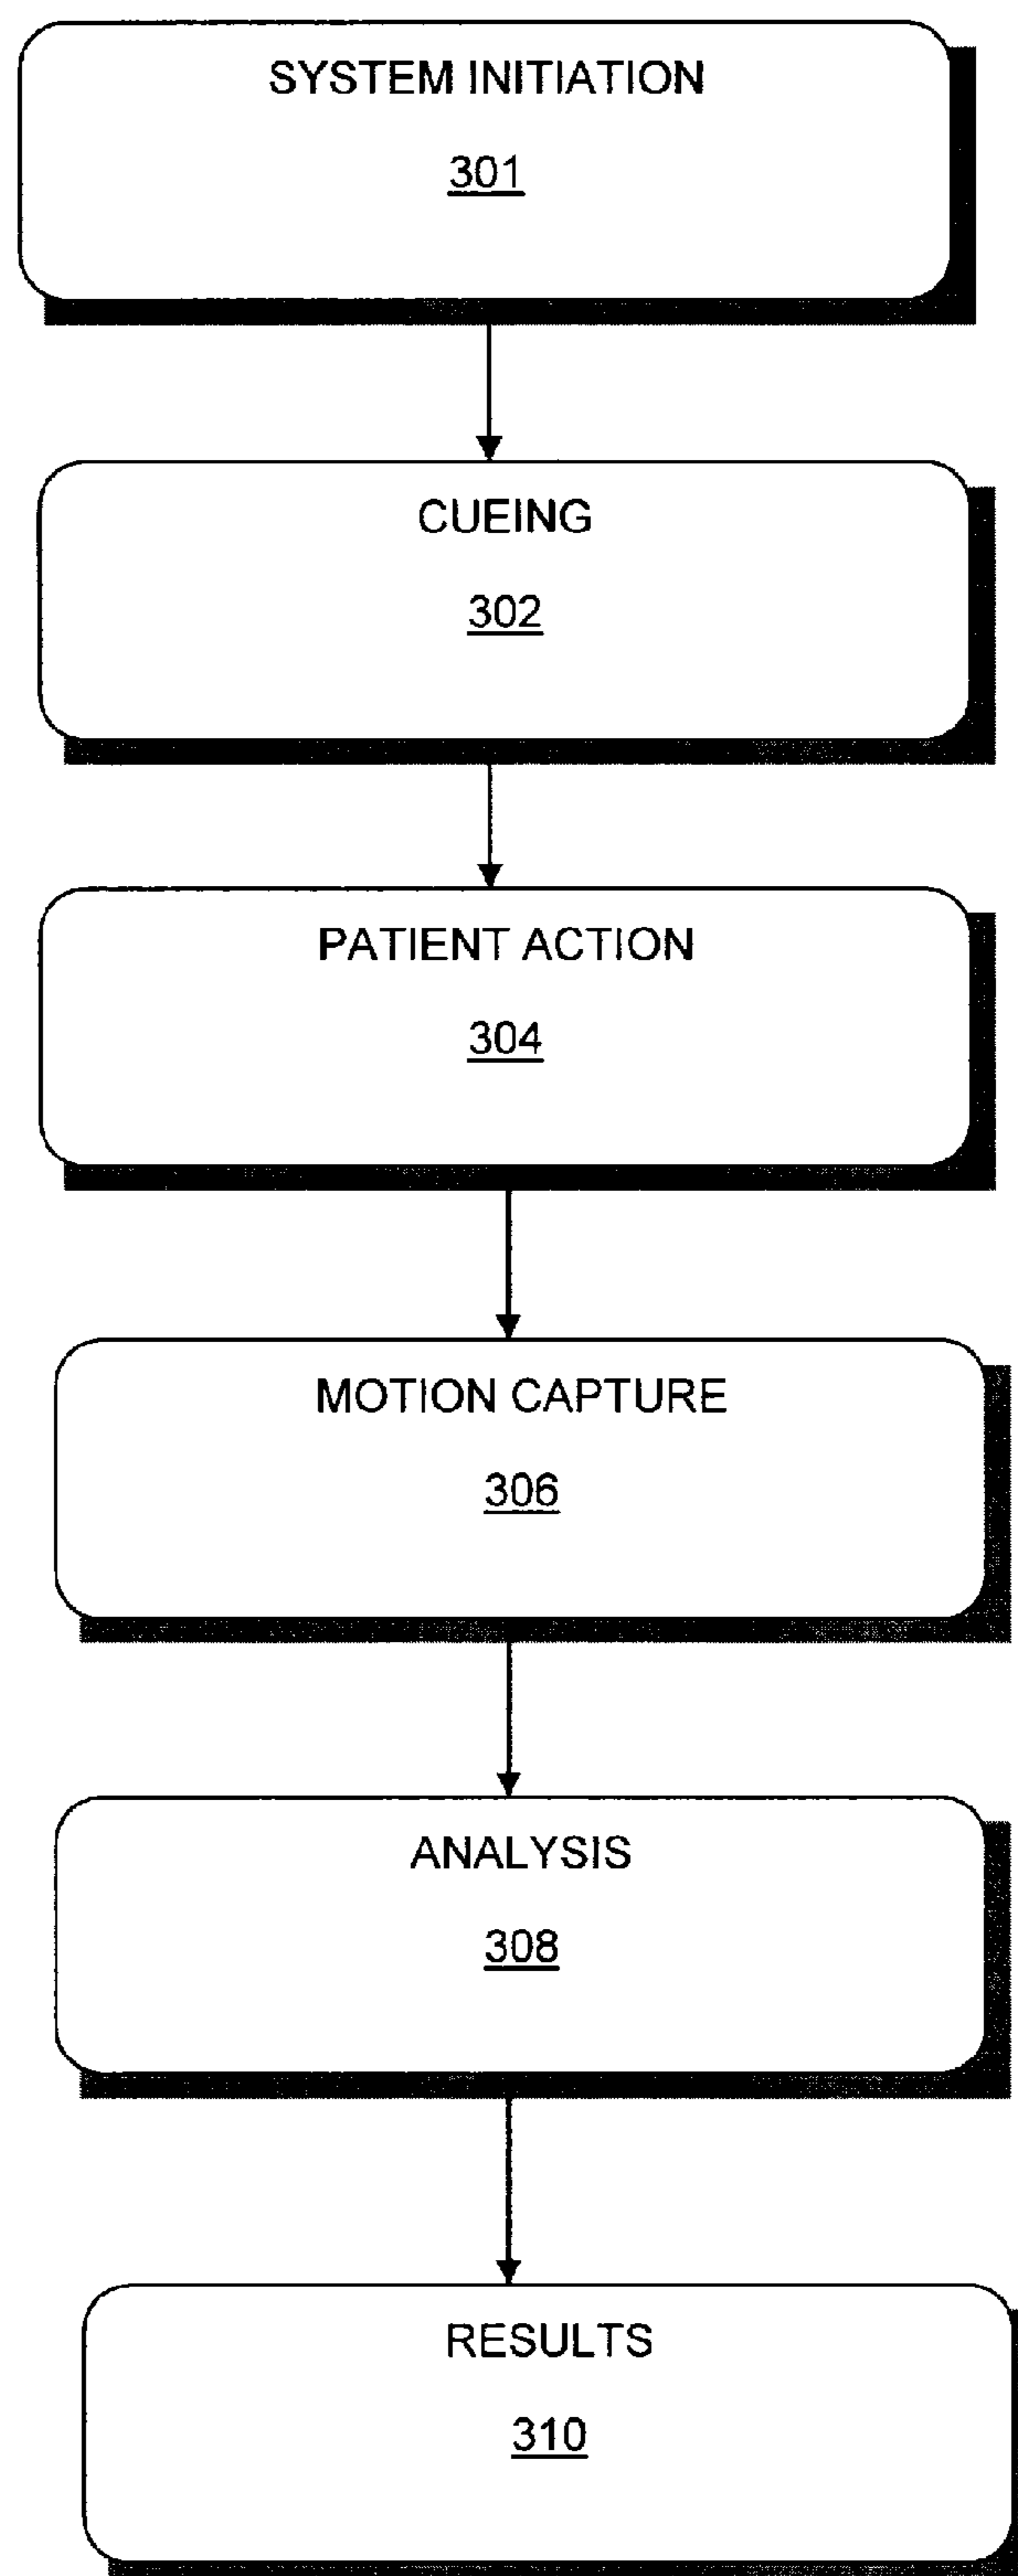 SYSTEM INITIATION
301
CUEING
302
PATIENT ACTION
304
MOTION CAPTURE
306
ANALYSIS
308
RESULTS
310